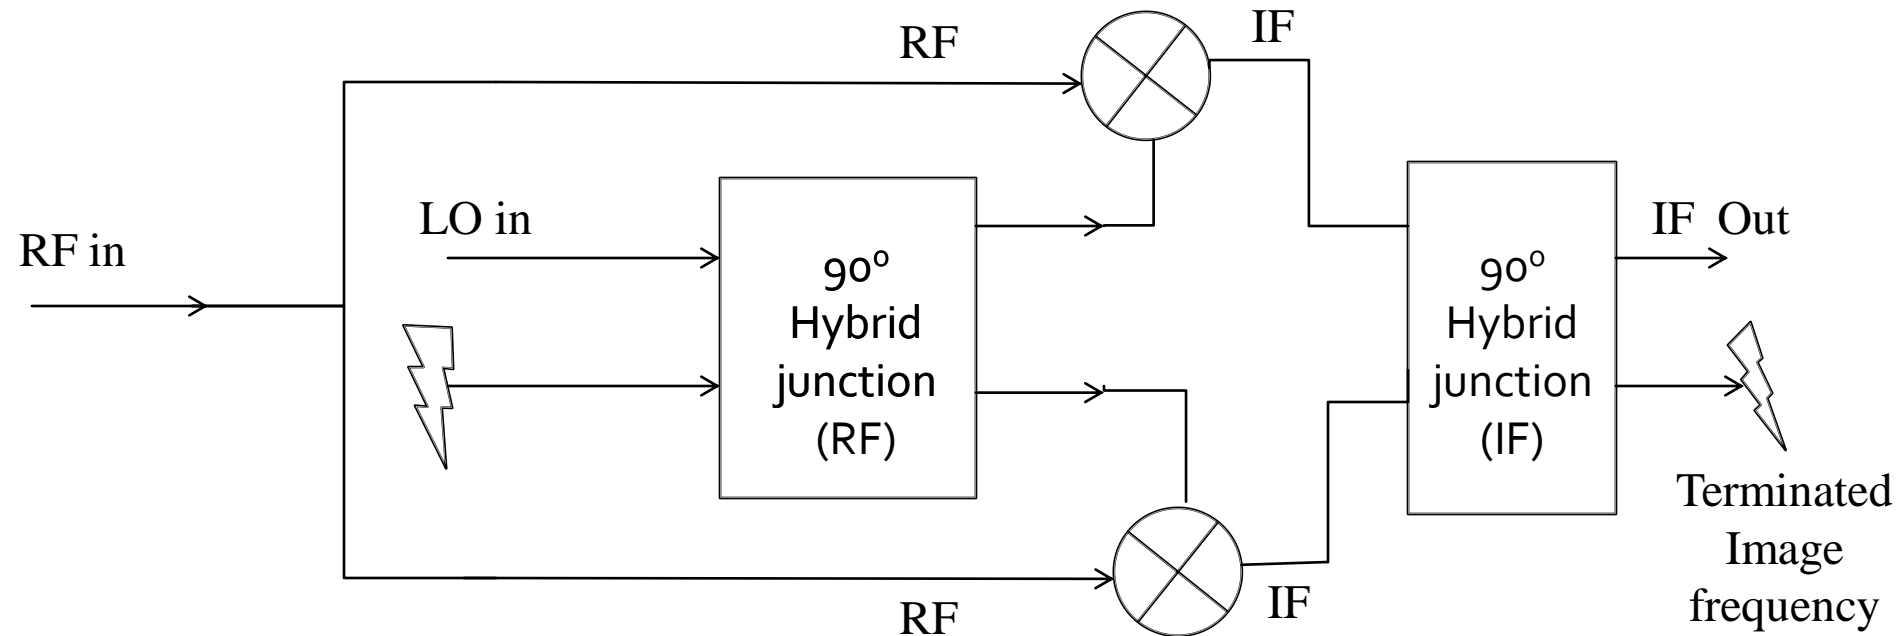 RF
IF
LO in
RF in
90º
Hybrid
junction
(RF)
90º
Hybrid
junction
(IF)
IF Out
Terminated
Image
frequency
IF
RF